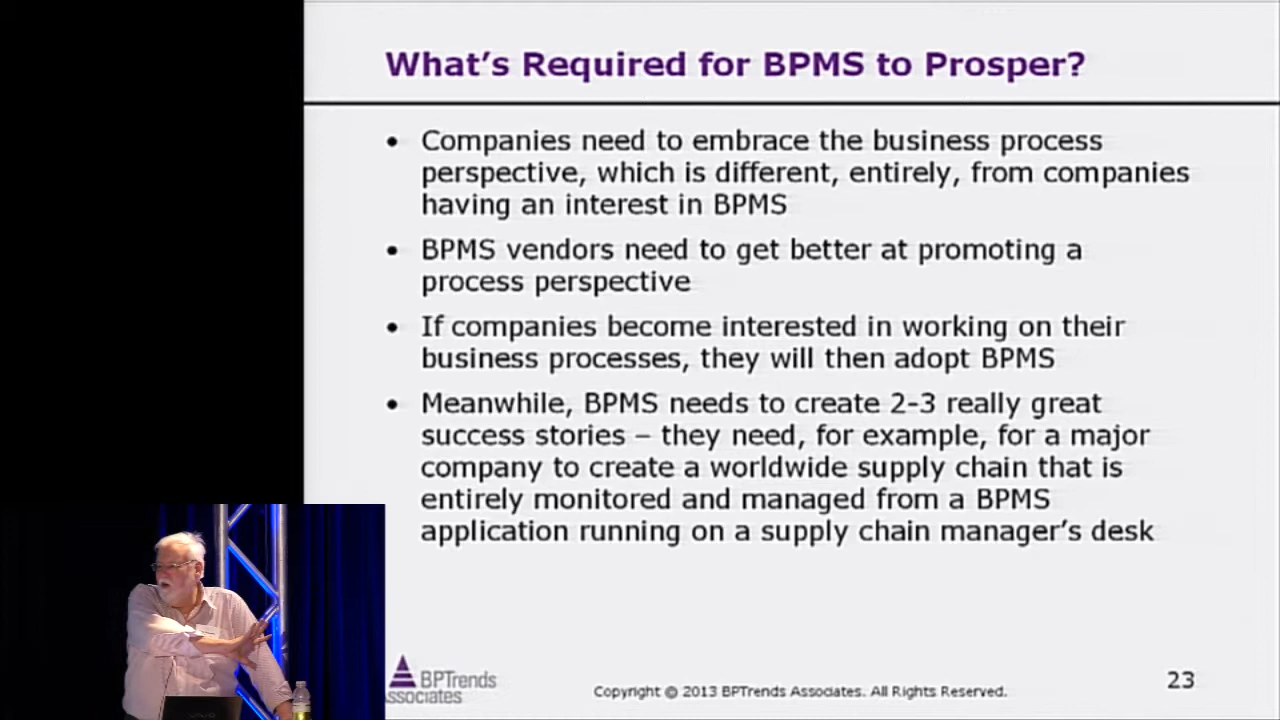 What's Required for BPMS to Prosper?
• Companies need to embrace the business process
perspective, which is different, entirely, from companies
having an interest in BPMS
• BPMS vendors need to get better at promoting a
process perspective
• If companies become interested in working on their
business processes, they will then adopt BPMS
• Meanwhile, BPMS needs to create 2-3 really great
success stories – they need, for example, for a major
company to create a worldwide supply chain that is
entirely monitored and managed from a BPMS
application running on a supply chain manager's desk
BPTrends
ssociates
Copyright © 2013 BPTrends Associates. All Rights Reserved.
23
VAIO